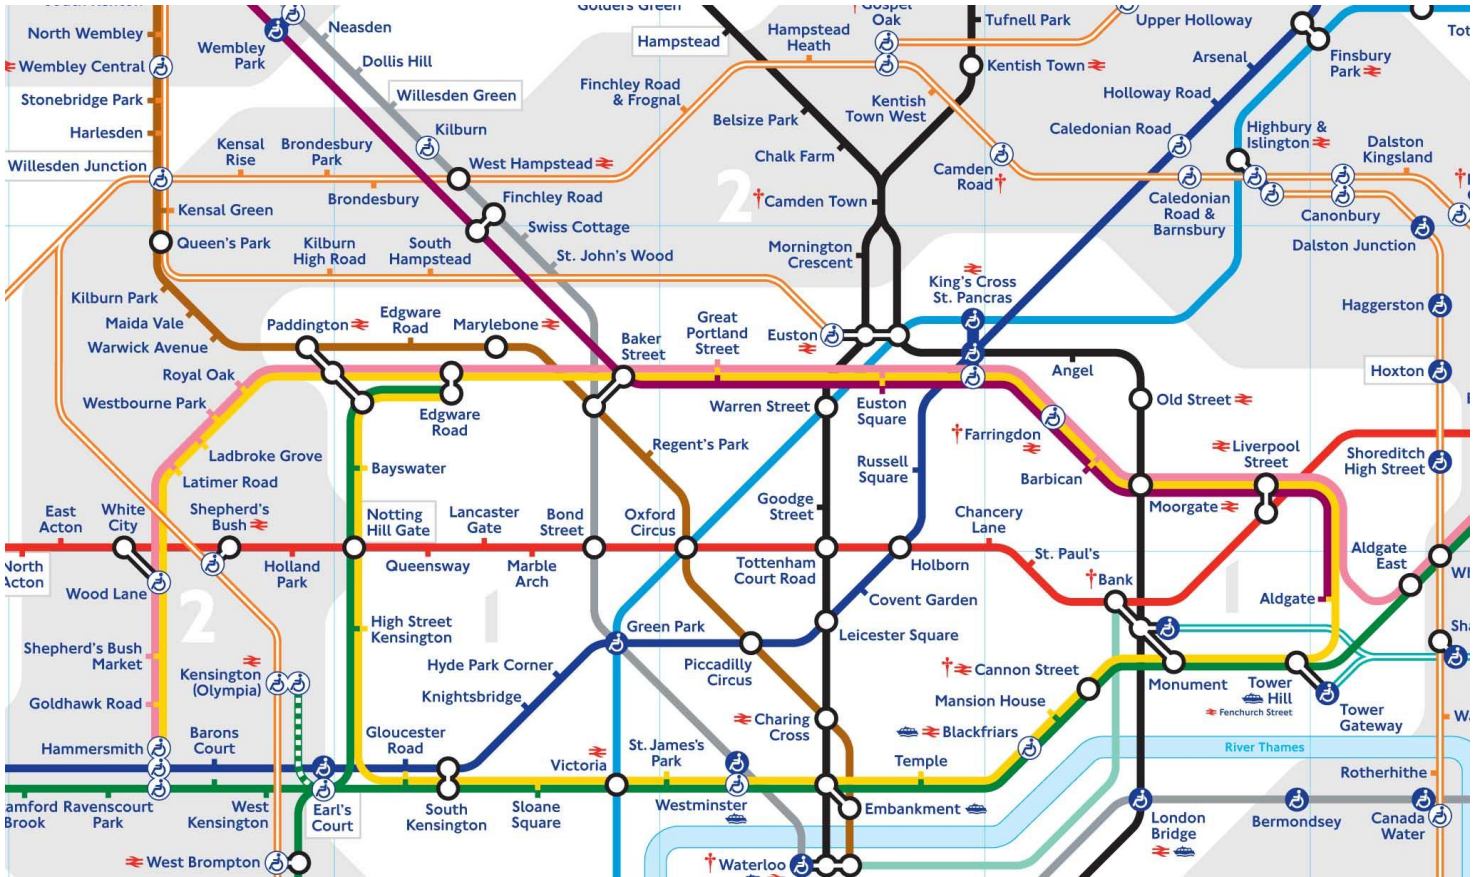 North Wembley
Wembley Central
Stonebridge Park
Harlesden
Willesden Junction
Kensal Green
Queen's Park
Kilburn Park
Maida Vale
Warwick Avenue
Royal Oak
Westbourne Park
Ladbroke Grove
Latimer Road
Wembley
Park
Neasden
Dollis Hill
Willesden Green
Kilburn
West Hampstead
Finchley Road
Swiss Cottage
St. John's Wood
Kensal
Rise
Brondesbury
Park
Brondesbury
Kilburn
High Road
South
Hampstead
Finchley Road
& Frognal
Golders Green
Hampstead
Belsize Park
Chalk Farm
Camden Town
Mornington
Crescent
Hampstead
Heath
Gospel
Oak
Kentish
Town West
Tufnell Park
Kentish Town
Camden
Road
Upper Holloway
Arsenal
Holloway Road
Caledonian Road
Finsbury
Park
Highbury &
Islington
Caledonian
Road &
Barnsbury
Dalston
Kingsland
Canonbury
Dalston Junction
Haggerston
Hoxton
Shoreditch
High Street
2
Paddington
Edgware
Road
Marylebone
Baker
Street
Great
Portland
Street
Euston
King's Cross
St. Pancras
Angel
Old Street
Edgware
Road
Warren Street
Euston
Square
Farringdon
Barbican
Liverpool
Street
Moorgate
Regent's Park
Russell
Square
Goodge
Street
Bayswater
East
Acton
White
City
Shepherd's
Bush
Notting
Hill Gate
Lancaster
Gate
Bond
Street
Oxford
Circus
Tottenham
Court Road
Chancery
Lane
St. Paul's
Bank
Holborn
North
Acton
Wood Lane
Holland
Park
Queensway
Marble
Arch
Covent Garden
Leicester Square
Aldgate
Aldgate
East
2
1
1
Shepherd's Bush
Market
Goldhawk Road
Hammersmith
Kensington
(Olympia)
High Street
Kensington
Hyde Park Corner
Knightsbridge
Green Park
Piccadilly
Circus
Cannon Street
Mansion House
Blackfriars
Temple
Monument
Tower
Hill
Fenchurch Street
Tower
Gateway
Barons
Court
Gloucester
Road
Victoria
St. James's
Park
Charing
Cross
River Thames
Rotherhithe
Ravenscourt
Park
West
Kensington
Earl's
Court
South
Kensington
Sloane
Square
Westminster
Embankment
London
Bridge
Bermondsey
Canada
Water
West Brompton
Waterloo